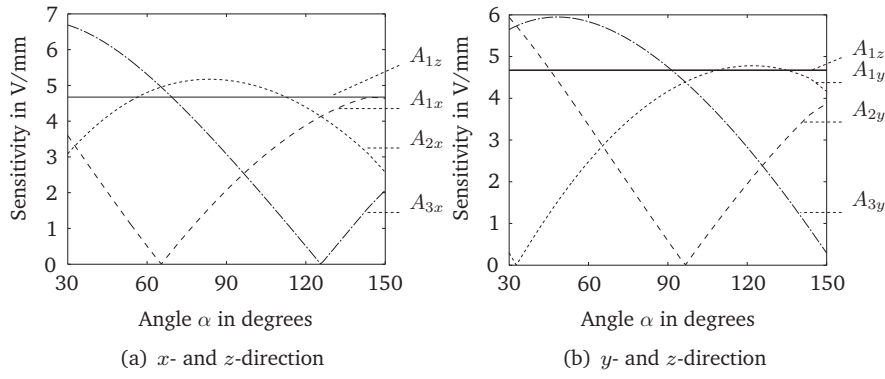 Sensitivity in V/mm
7
6
5
4
3
2
1
0
30
60
90
120
150
Angle α in degrees
A1z
A1x
A2x
A3x
(a) x- and z-direction
Sensitivity in V/mm
6
5
4
3
2
1
0
30
60
90
120
150
Angle α in degrees
A1z
A1y
A2y
A3y
(b) y- and z-direction